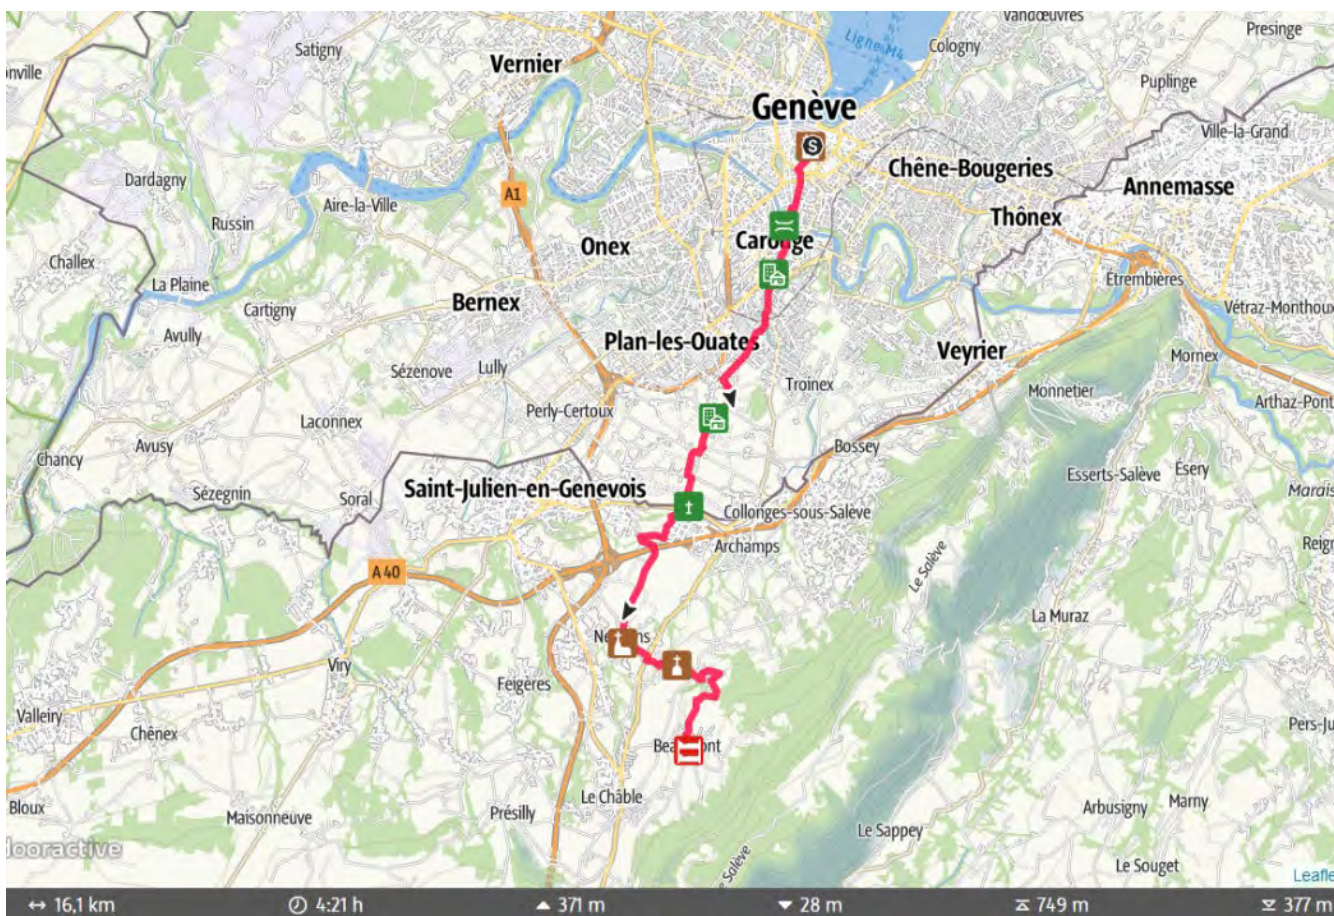 Vandœuvres
Presinge
Satigny
Ligne M4
Cologny
Vernier
Puplinge
onville
Genève
S
Ville-la-Grand
Chêne-Bougeries
Annemasse
Dardagny
A1
Aire-la-Ville
Russin
Thônex
Onex
Carouge
Challex
La Plaine
Étrembières
Cartigny
Bernex
Vétraz-Monthoux
Avully
Plan-les-Ouates
Veyrier
Mornex
Sézenove
Lully
Troinex
Monnetier
Arthaz-Pont
Perly-Certoux
Laconnex
Avusy
Bossey
Chancy
Esserts-Salève
Ésery
Sézegnin
Soral
Saint-Julien-en-Genevois
Marais
Collonges-sous-Salève
Archamps
Reign
A 40
Le Salève
La Muraz
Viry
Feigères
Valleiry
Chênex
Pers-Ju
Bloux
Le Châble
Maisonneuve
Présilly
Arbusigny
Marny
Le Sappey
Le Souget
dooractive
e Salève
Leafle
16,1 km
4:21 h
371 m
28 m
749 m
377 m